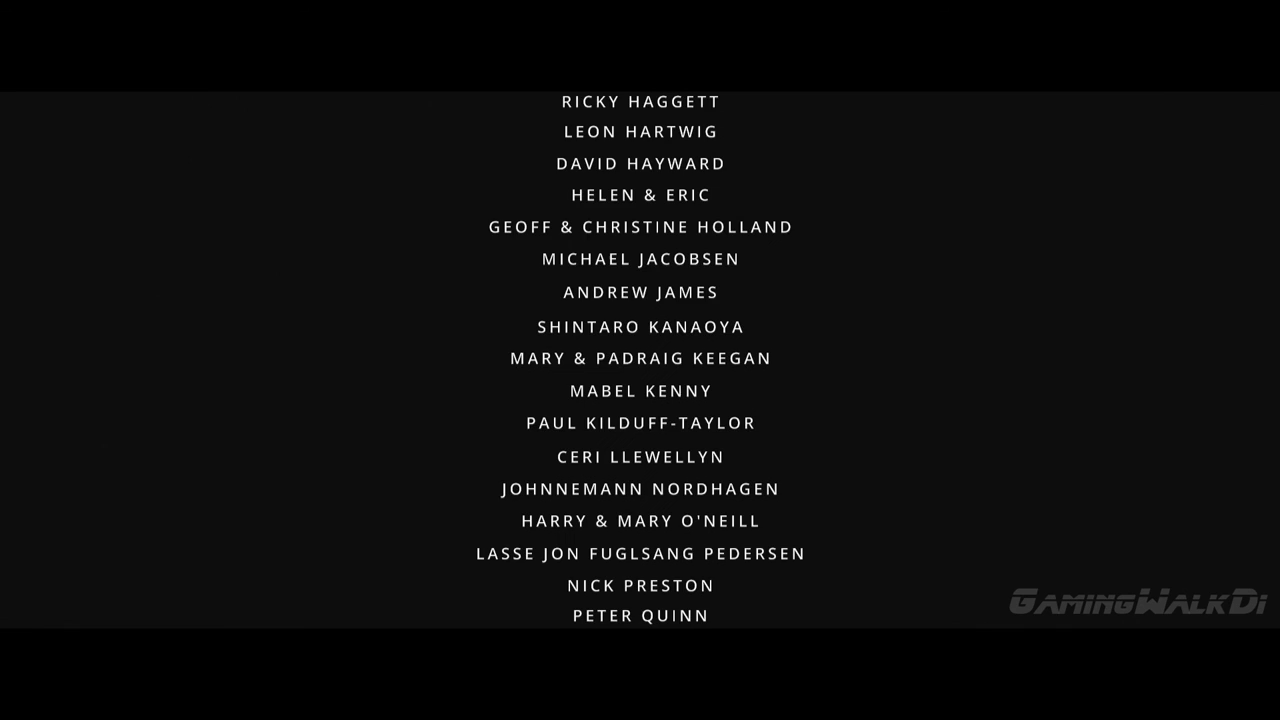 RICKY HAGGETT
LEON HARTWIG
DAVID HAYWARD
HELEN & ERIC
GEOFF & CHRISTINE HOLLAND
MICHAEL JACOBSEN
ANDREW JAMES
SHINTARO KANAOYA
MARY & PADRAIG KEEGAN
MABEL KENNY
PAUL KILDUFF-TAYLOR
CERI LLEWELLYN
JOHNNEMANN NORDHAGEN
HARRY & MARY O'NEILL
LASSE JON FUGLSANG PEDERSEN
NICK PRESTON
GAMINGWALKDI
PETER QUINN